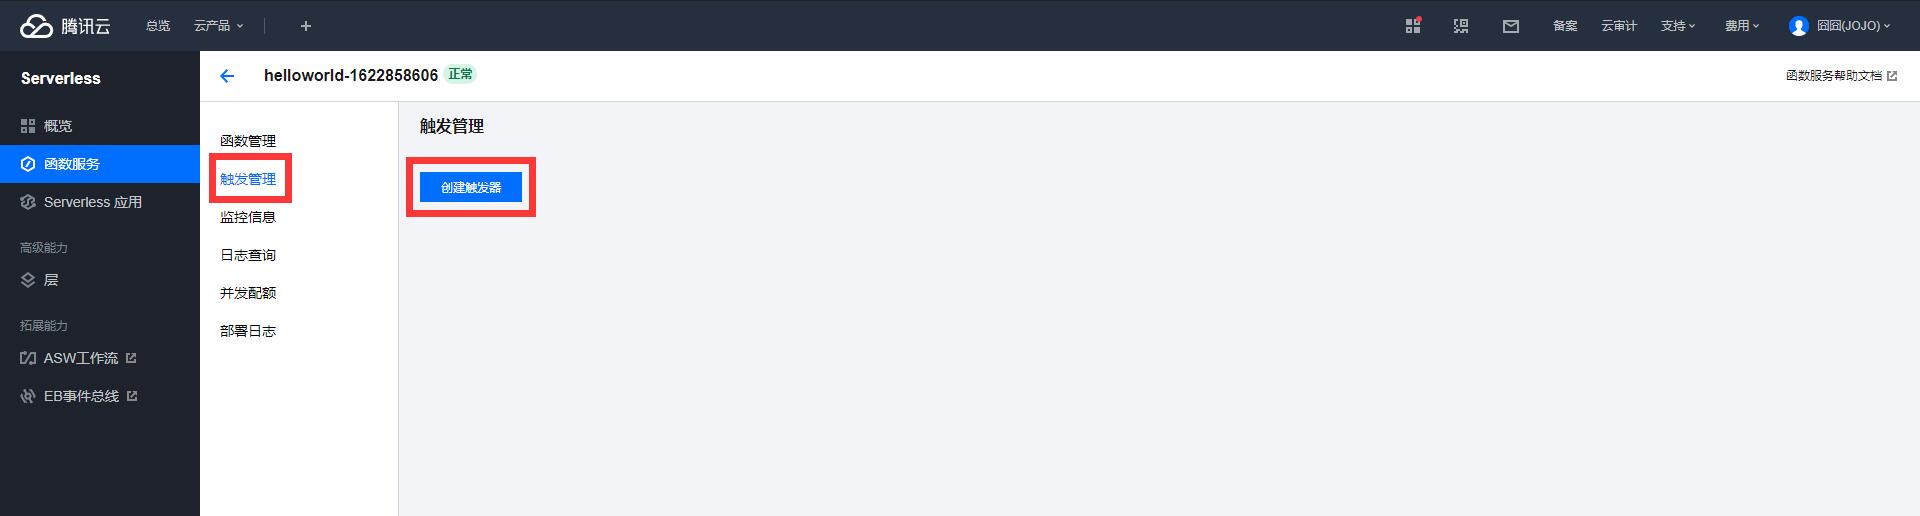 腾讯云 总览 云产品 + 备案 云审计 支持 费用 囧囧(JOJO)
Serverless
概览
函数服务
Serverless 应用
高级能力
层
拓展能力
ASW工作流
EB事件总线
helloworld-1622858606 正常 函数服务帮助文档
函数管理
触发管理
监控信息
日志查询
并发配额
部署日志
触发管理
创建触发器